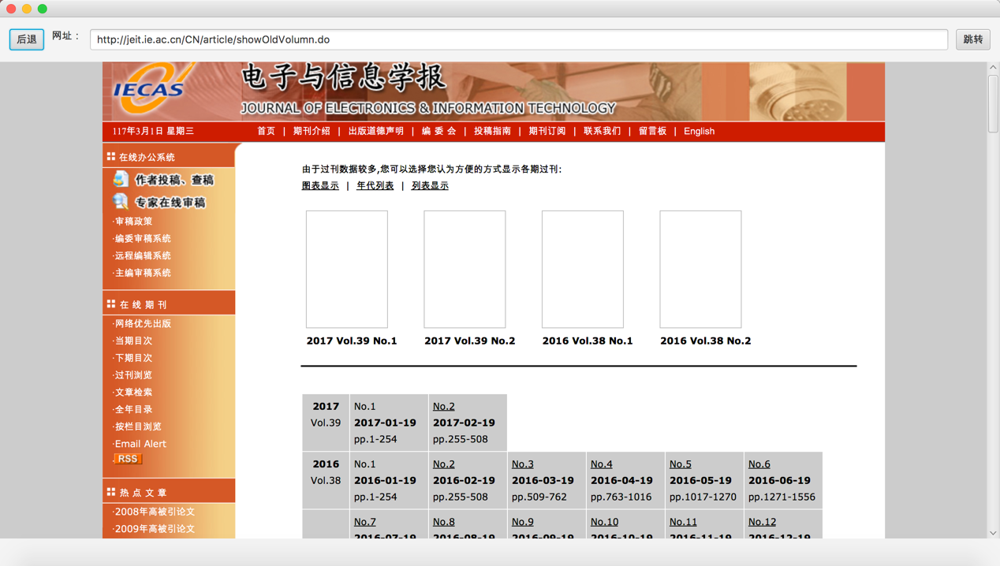 后退 网址： http://jeit.ie.ac.cn/CN/article/showOldVolumn.do 跳转
IECAS
电子与信息学报
JOURNAL OF ELECTRONICS & INFORMATION TECHNOLOGY
117年3月1日 星期三 首页 | 期刊介绍 | 出版道德声明 | 编 委 会 | 投稿指南 | 期刊订阅 | 联系我们 | 留言板 | English
在线办公系统
作者投稿、查稿
专家在线审稿
·审稿政策
·编委审稿系统
·远程编辑系统
·主编审稿系统
在 线 期 刊
·网络优先出版
·当期目次
·下期目次
·过刊浏览
·文章检索
·全年目录
·按栏目浏览
·Email Alert
·RSS
热 点 文 章
·2008年高被引论文
·2009年高被引论文
由于过刊数据较多,您可以选择您认为方便的方式显示各期过刊：
图表显示 | 年代列表 | 列表显示
2017 Vol.39 No.1 2017 Vol.39 No.2 2016 Vol.38 No.1 2016 Vol.38 No.2
2017 No.1 No.2
Vol.39 2017-01-19 2017-02-19
pp.1-254 pp.255-508
2016 No.1 No.2 No.3 No.4 No.5 No.6
Vol.38 2016-01-19 2016-02-19 2016-03-19 2016-04-19 2016-05-19 2016-06-19
pp.1-254 pp.255-508 pp.509-762 pp.763-1016 pp.1017-1270 pp.1271-1556
No.7 No.8 No.9 No.10 No.11 No.12
2016-07-19 2016-08-19 2016-09-19 2016-10-19 2016-11-19 2016-12-19